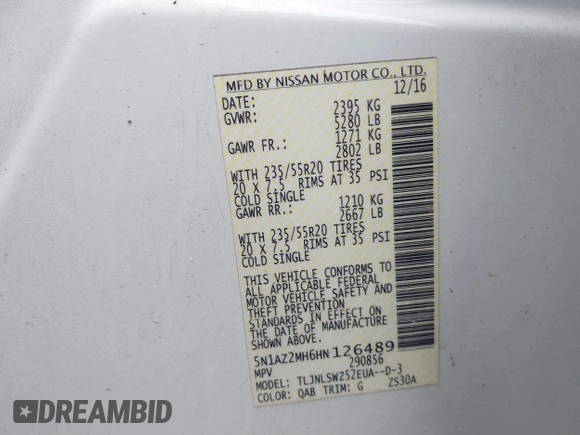 MFD BY NISSAN MOTOR CO., LTD.
DATE: 12/16
GVWR: 2395 KG
5280 LB
GAWR FR.: 1271 KG
2802 LB
WITH 235/55R20 TIRES
20 X 7.5 RIMS AT 35 PSI
COLD SINGLE
GAWR RR.: 1210 KG
2667 LB
WITH 235/55R20 TIRES
20 X 7.5 RIMS AT 35 PSI
COLD SINGLE
THIS VEHICLE CONFORMS TO
ALL APPLICABLE FEDERAL
MOTOR VEHICLE SAFETY AND
THEFT PREVENTION
STANDARDS IN EFFECT ON
THE DATE OF MANUFACTURE
SHOWN ABOVE.
5N1AZ2MH6HN126489
MPV 290856
MODEL: TLJNLSWZ52EUA--D-3
COLOR: QAB TRIM: G ZS30A
AUTOBIDCAR